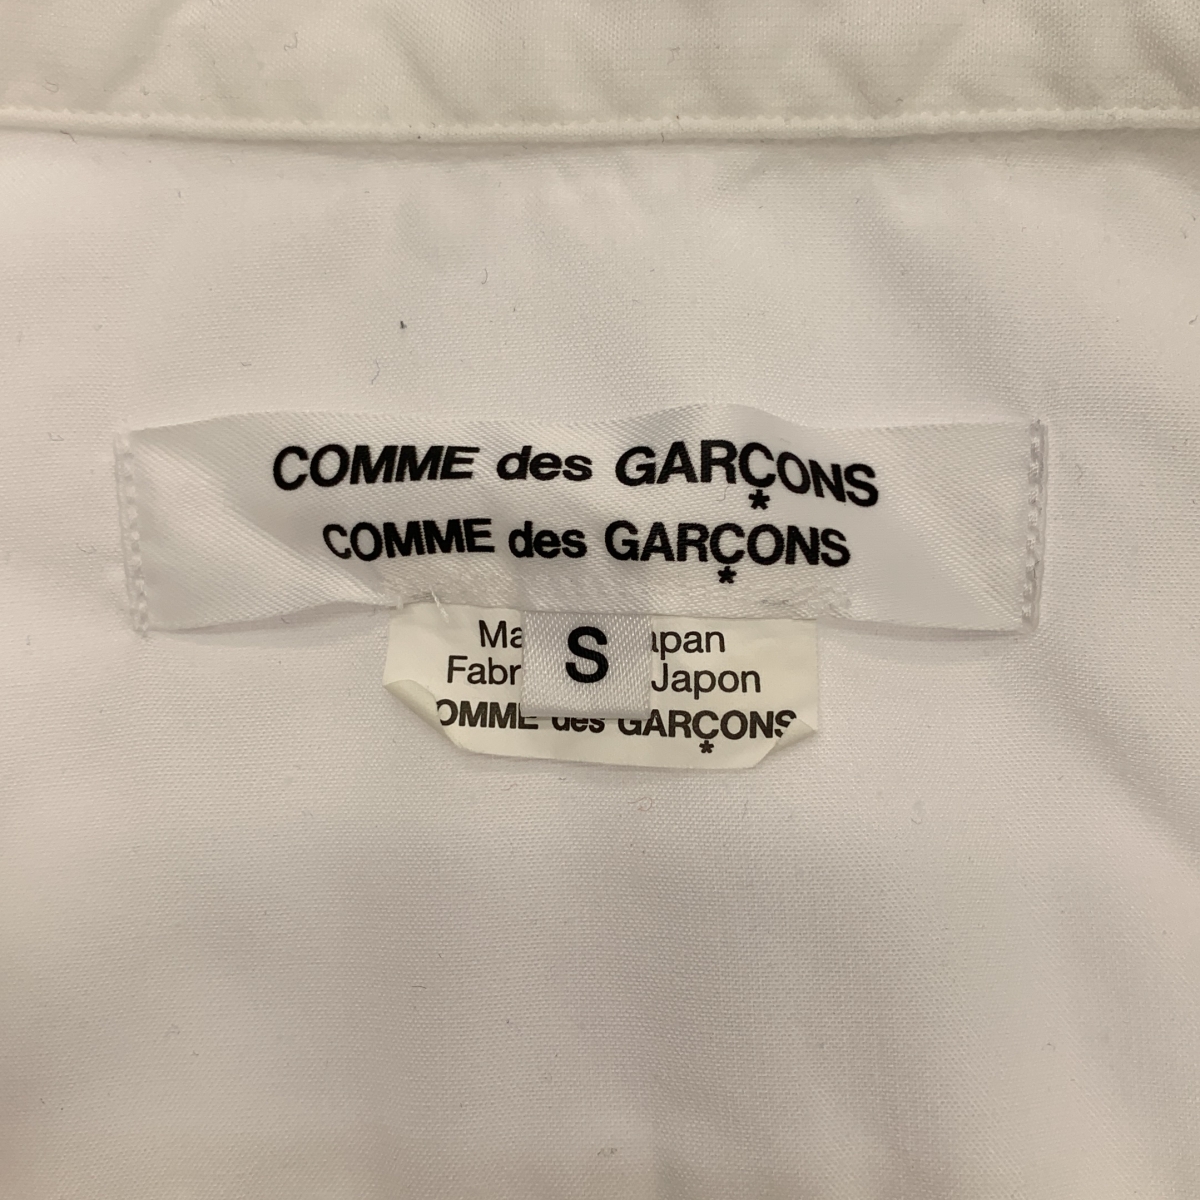 COMME des GARÇONS
*
COMME des GARÇONS
*
S
Ma apan
Fabr Japon
OMME des GARÇONS
*